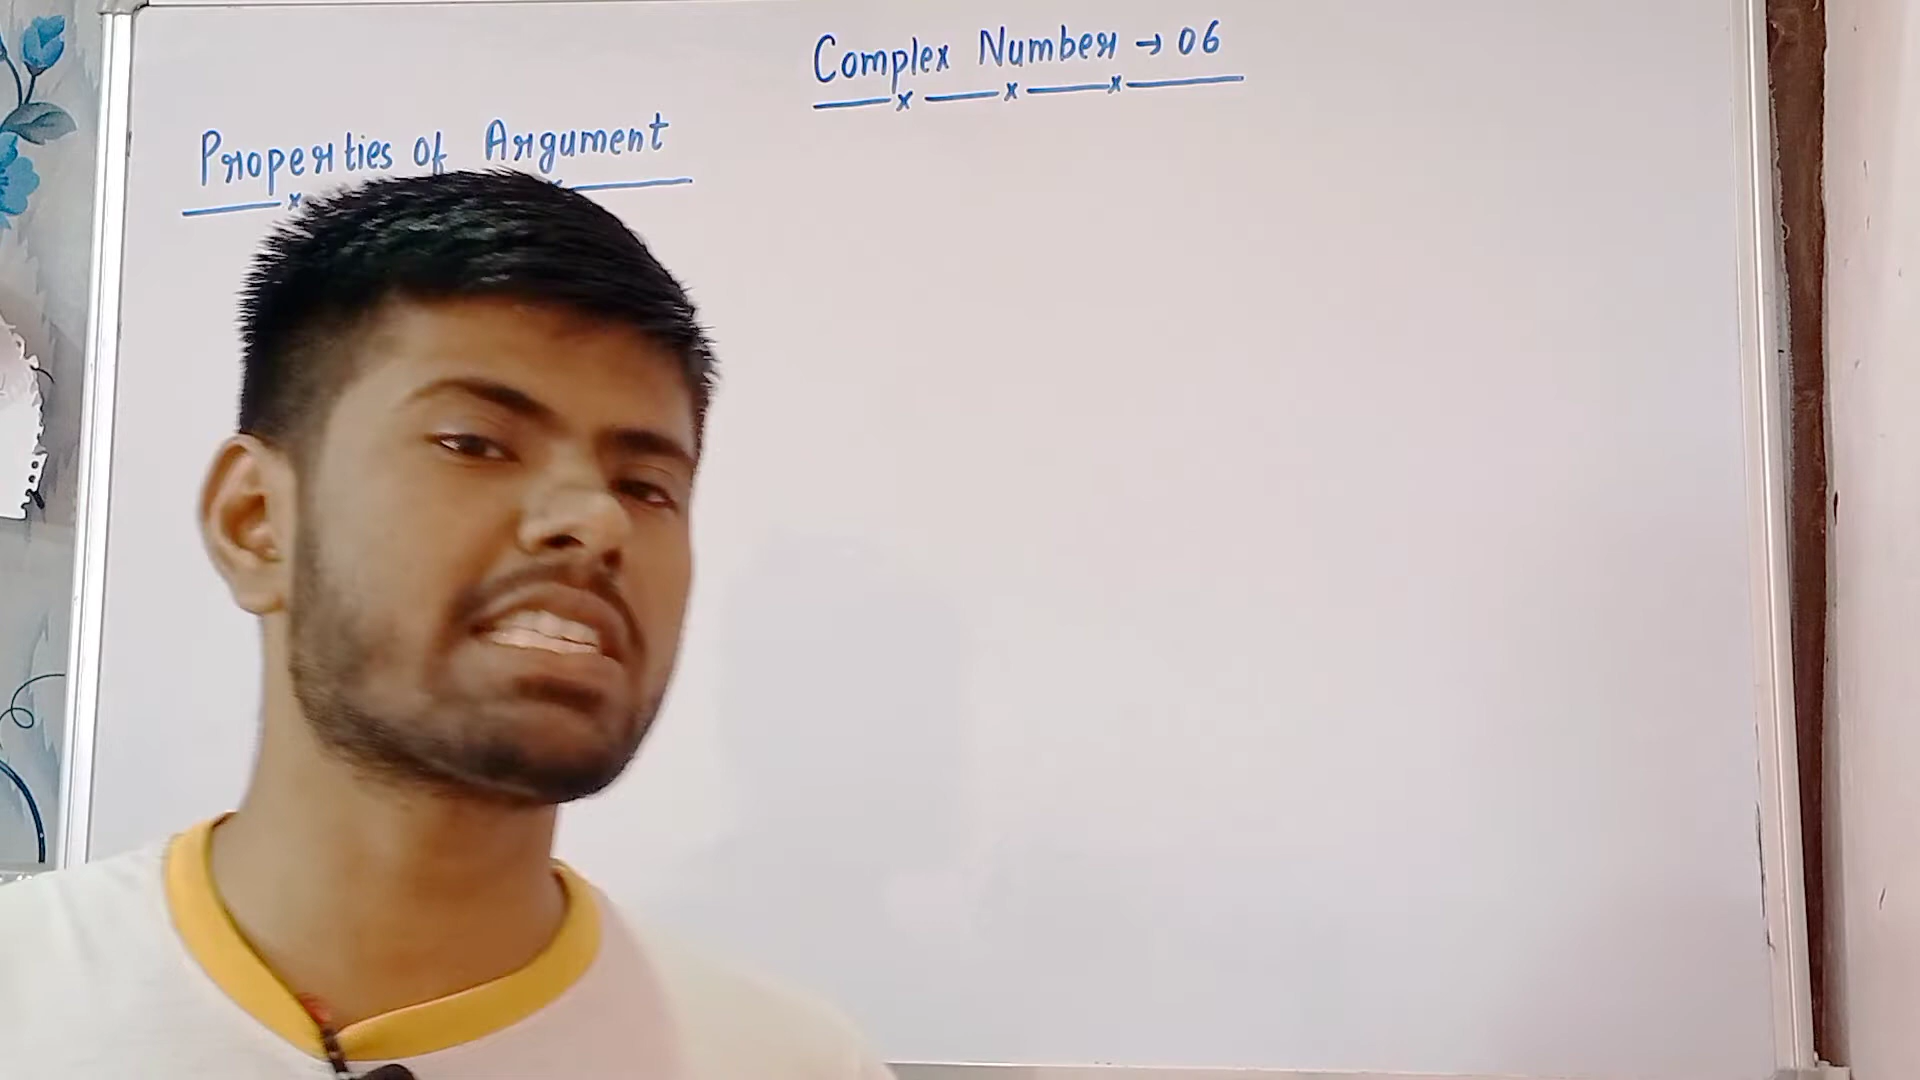 Complex Number → 06
Properties of Argument